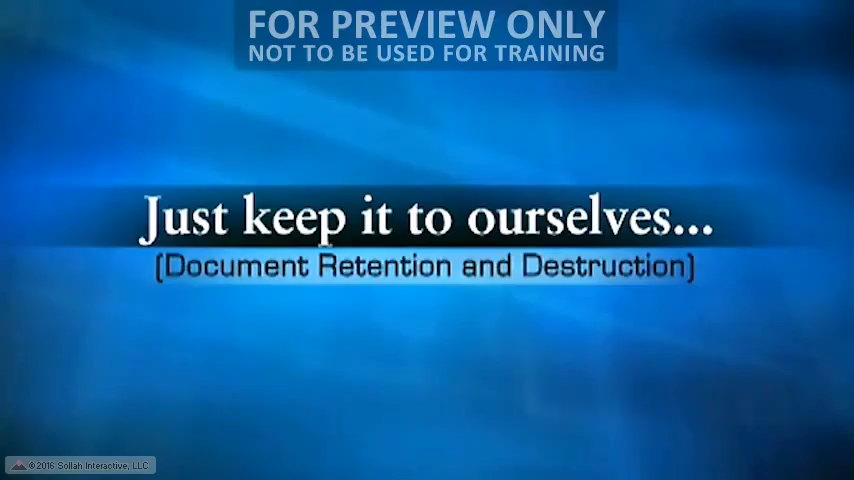 FOR PREVIEW ONLY
NOT TO BE USED FOR TRAINING
Just keep it to ourselves...
(Document Retention and Destruction)
©2016 Sollah Interactive, LLC